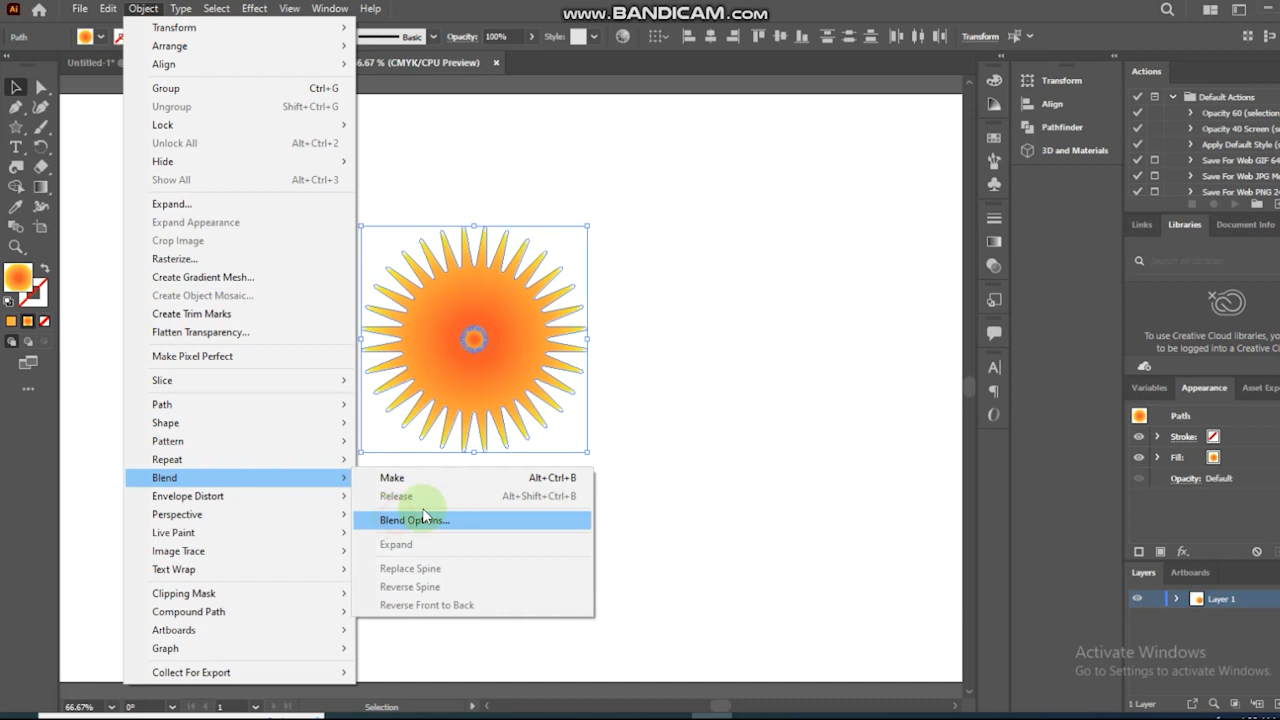 www.BANDICAM.com
Ai File Edit Object Type Select Effect View Window Help
Path Basic Opacity: 100% Styles Transform
Untitled-1* @ 6.67 % (CMYK/CPU Preview)
Transform
Arrange
Align
Group Ctrl+G
Ungroup Shift+Ctrl+G
Lock
Unlock All Alt+Ctrl+2
Hide
Show All Alt+Ctrl+3
Expand...
Expand Appearance
Crop Image
Rasterize...
Create Gradient Mesh...
Create Object Mosaic...
Create Trim Marks
Flatten Transparency...
Make Pixel Perfect
Slice
Path
Shape
Pattern
Repeat
Blend
Envelope Distort
Perspective
Live Paint
Image Trace
Text Wrap
Clipping Mask
Compound Path
Artboards
Graph
Collect For Export
Make Alt+Ctrl+B
Release Alt+Shift+Ctrl+B
Blend Options...
Expand
Replace Spine
Reverse Spine
Reverse Front to Back
Transform
Align
Pathfinder
3D and Materials
Actions
Default Actions
Opacity 60 (selection
Opacity 40 Screen (se
Apply Default Style (s
Save For Web GIF 64
Save For Web JPG Me
Save For Web PNG 24
Links Libraries Document Info
Search all libraries
To use Creative Cloud libraries, you
to be logged into a Creative Clo
Variables Appearance Asset Exp
Path
Stroke:
Fill:
Opacity: Default
Layers Artboards
Layer 1
Activate Windows
Go to Settings to activate Windows.
66.67% 0° 1 Selection
1 Layer